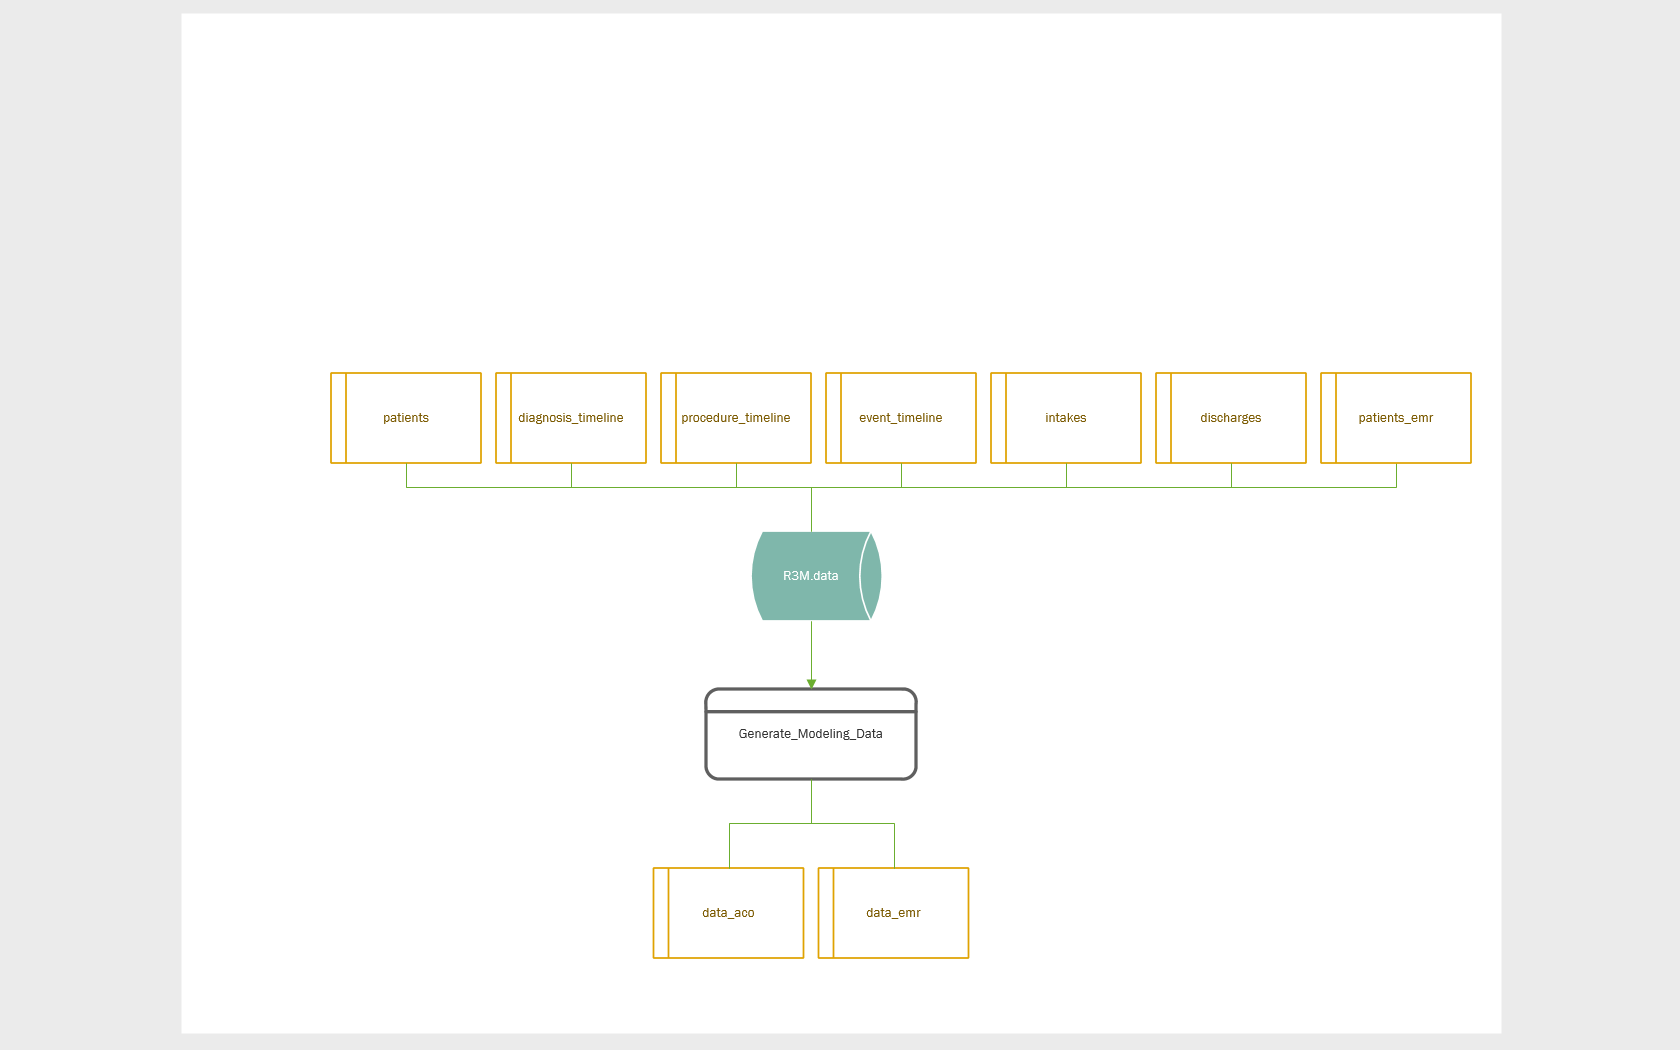 patients
diagnosis_timeline
procedure_timeline
event_timeline
intakes
discharges
patients_emr
R3M.data
Generate_Modeling_Data
data_aco
data_emr